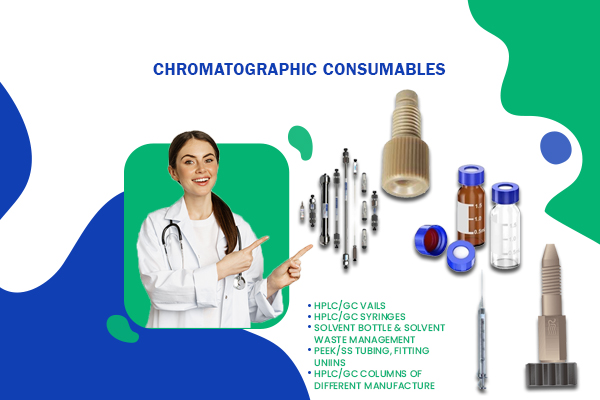 CHROMATOGRAPHIC CONSUMABLES
• HPLC/GC VAILS
• HPLC/GC SYRINGES
• SOLVENT BOTTLE & SOLVENT
WASTE MANAGEMENT
• PEEK/SS TUBING, FITTING
UNIINS
• HPLC/GC COLUMNS OF
DIFFERENT MANUFACTURE